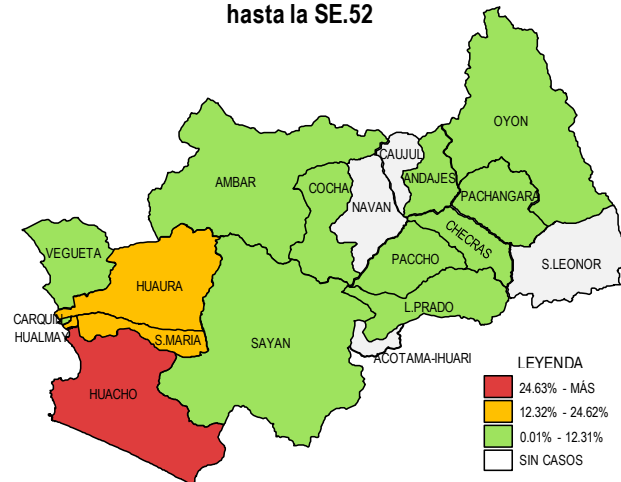 hasta la SE.52
OYON
CAUJUL
AMBAR
COCHA
ANDAJES
PACHANGARA
NAVAN
CHECRAS
VEGUETA
PACCHO
S.LEONOR
HUAURA
L.PRADO
CARQUIN
HUALMAY
S.MARIA
SAYAN
ACOTAMA-IHUARI
HUACHO
LEYENDA
24.63% - MÁS
12.32% - 24.62%
0.01% - 12.31%
SIN CASOS